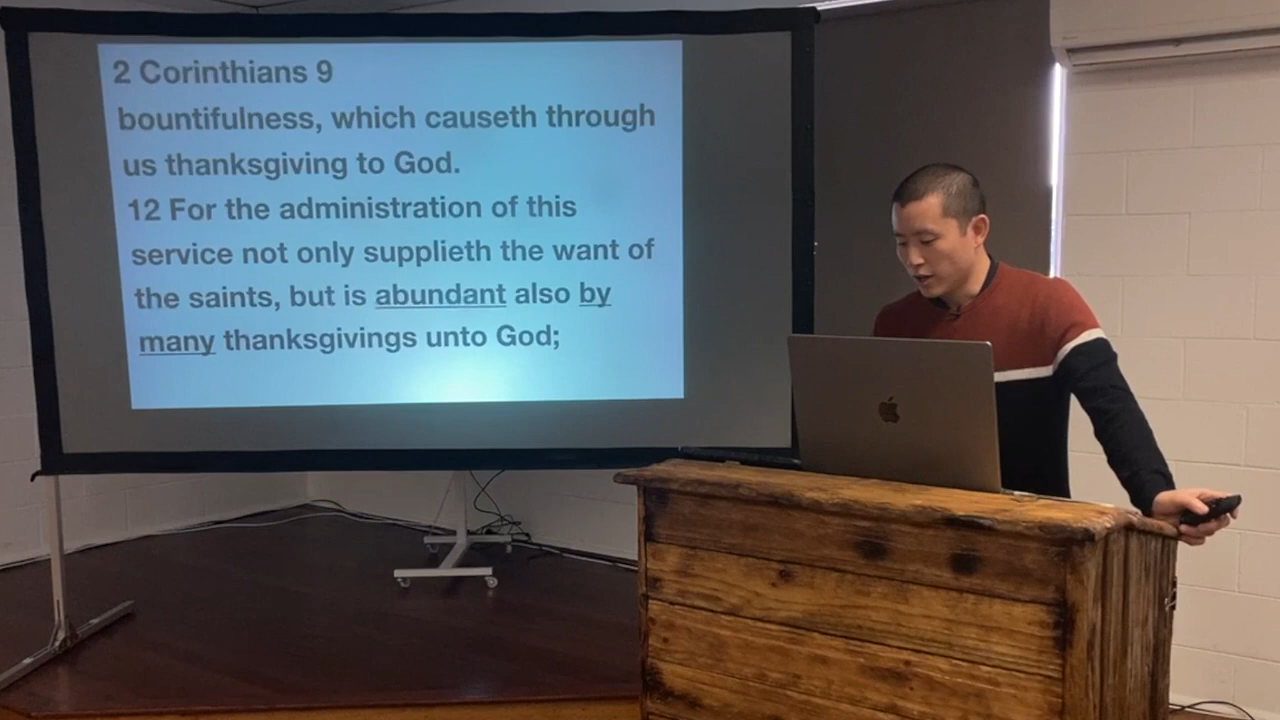 2 Corinthians 9
bountifulness, which causeth through
us thanksgiving to God.
12 For the administration of this
service not only supplieth the want of
the saints, but is abundant also by
many thanksgivings unto God;